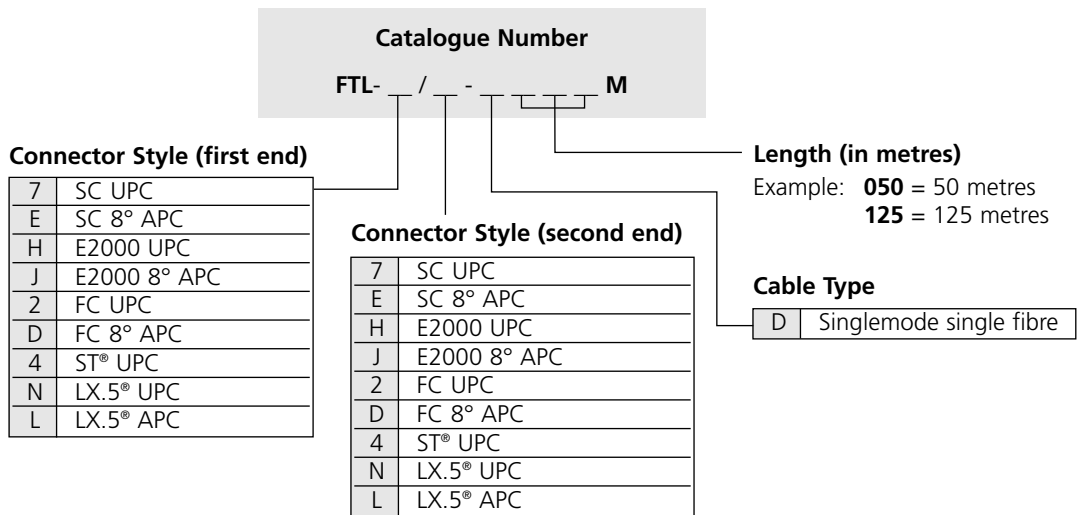 Catalogue Number
FTL- __ / __ - __ __ __ __ M
Connector Style (first end)
7 SC UPC
E SC 8° APC
H E2000 UPC
J E2000 8° APC
2 FC UPC
D FC 8° APC
4 ST® UPC
N LX.5® UPC
L LX.5® APC
Connector Style (second end)
7 SC UPC
E SC 8° APC
H E2000 UPC
J E2000 8° APC
2 FC UPC
D FC 8° APC
4 ST® UPC
N LX.5® UPC
L LX.5® APC
Length (in metres)
Example: 050 = 50 metres
125 = 125 metres
Cable Type
D Singlemode single fibre